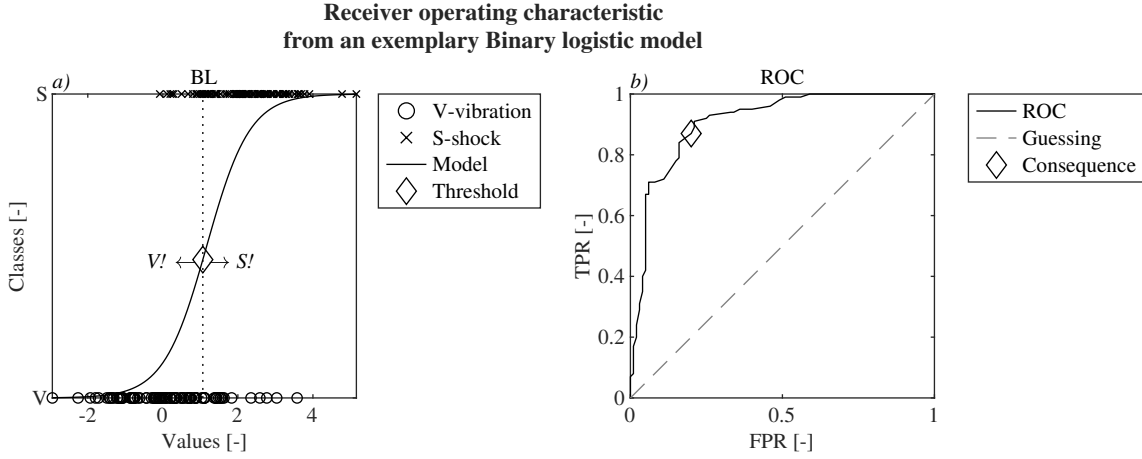 Receiver operating characteristic
from an exemplary Binary logistic model
a)
BL
S
V
Classes [-]
V!
S!
-2
0
2
4
Values [-]
V-vibration
S-shock
Model
Threshold
b)
ROC
1
0.8
0.6
0.4
0.2
0
TPR [-]
0
0.5
1
FPR [-]
ROC
Guessing
Consequence